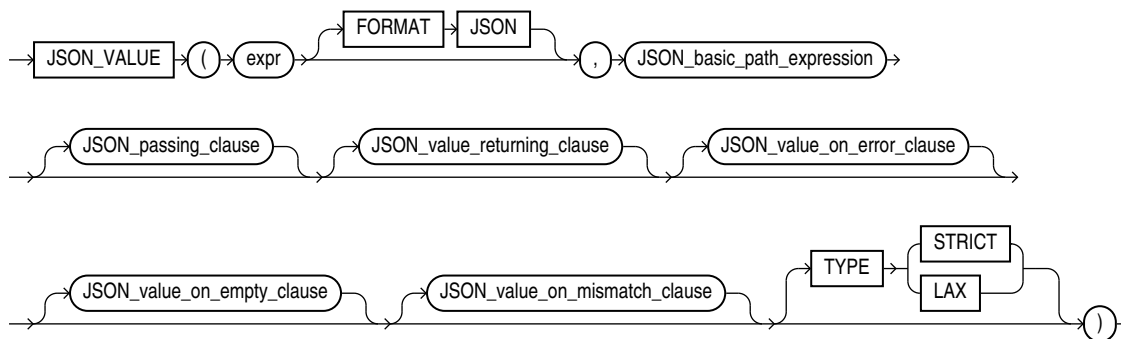 FORMAT JSON
JSON_VALUE ( expr , JSON_basic_path_expression
JSON_passing_clause JSON_value_returning_clause JSON_value_on_error_clause
STRICT
TYPE
LAX
JSON_value_on_empty_clause JSON_value_on_mismatch_clause
)